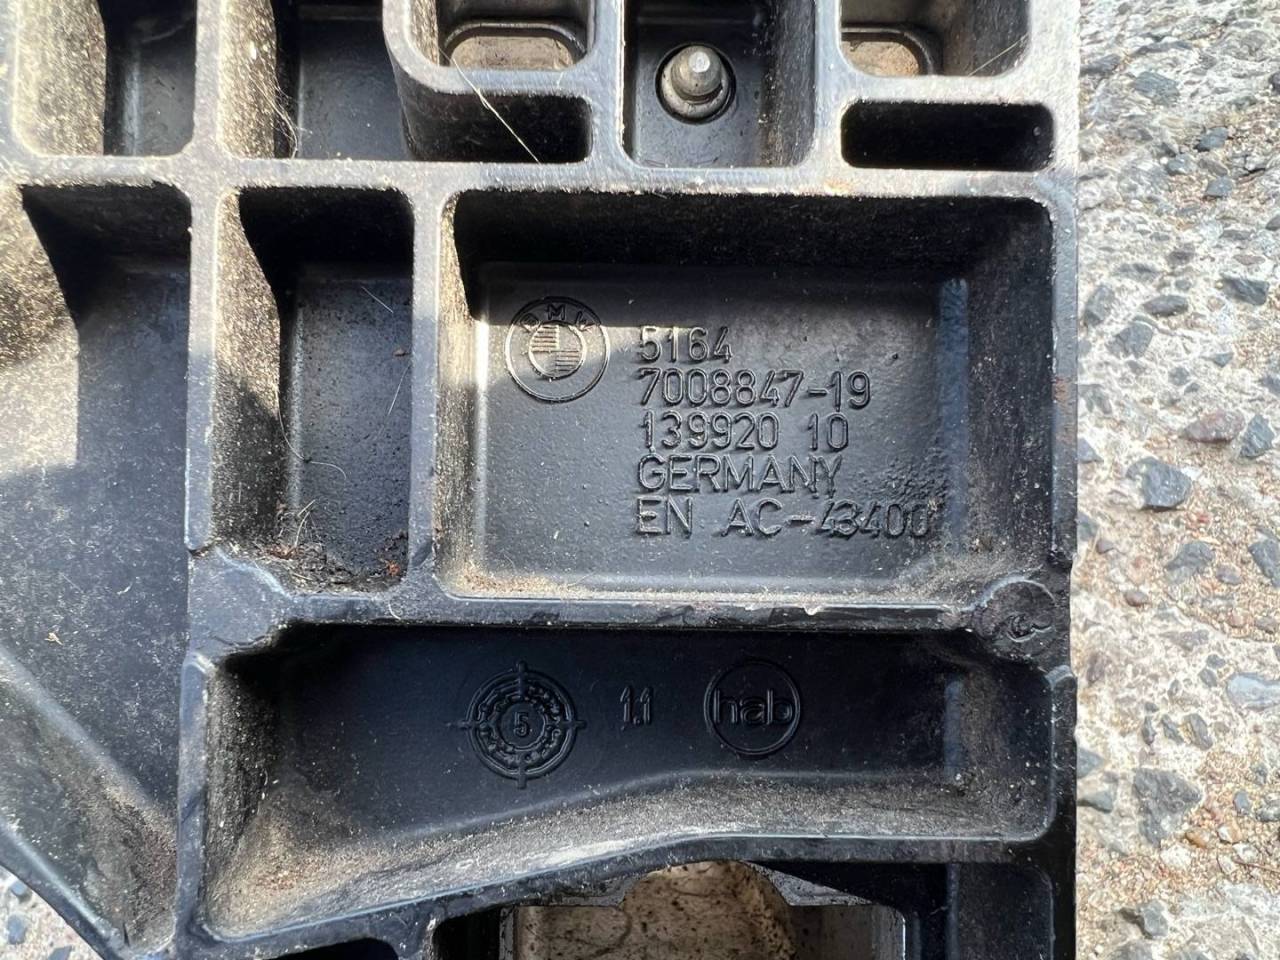 BMW
5164
7008847-19
139920 10
GERMANY
EN AC-43400
5
1.1
hab